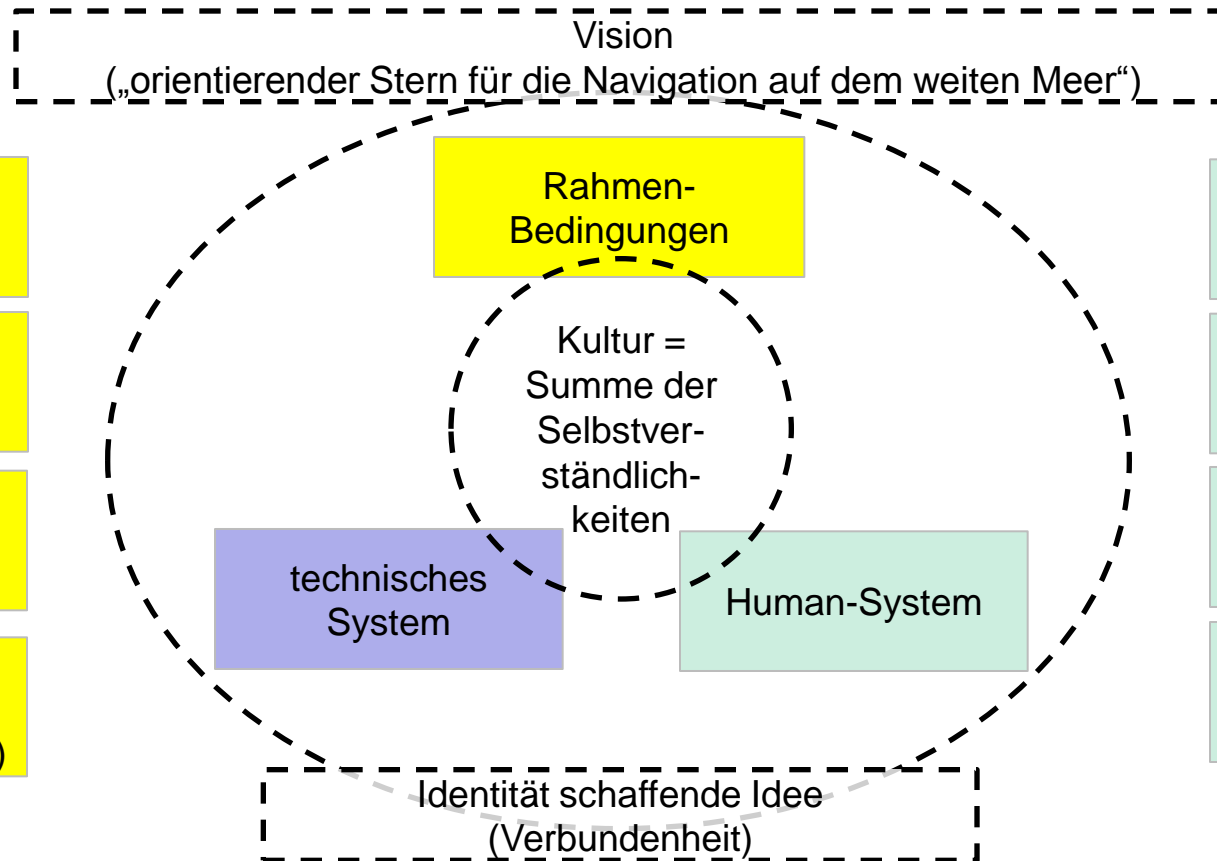 Vision
(„orientierender Stern für die Navigation auf dem weiten Meer“)
Rahmen-
Bedingungen
Kultur =
Summe der
Selbstver-
ständlich-
keiten
technisches
System
Human-System
)
Identität schaffende Idee
(Verbundenheit)